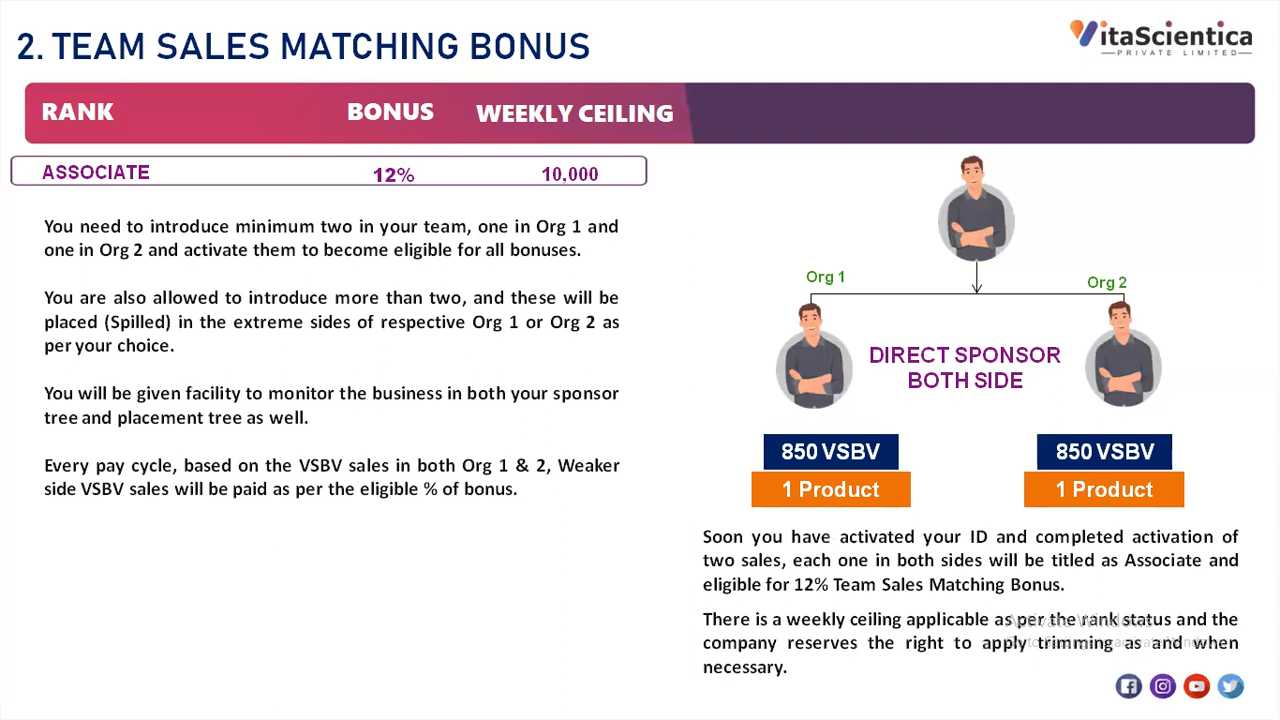 2. TEAM SALES MATCHING BONUS
VitaScientica
PRIVATE LIMITED
RANK BONUS WEEKLY CEILING
ASSOCIATE 12% 10,000
You need to introduce minimum two in your team, one in Org 1 and
one in Org 2 and activate them to become eligible for all bonuses.
You are also allowed to introduce more than two, and these will be
placed (Spilled) in the extreme sides of respective Org 1 or Org 2 as
per your choice.
You will be given facility to monitor the business in both your sponsor
tree and placement tree as well.
Every pay cycle, based on the VSBV sales in both Org 1 & 2, Weaker
side VSBV sales will be paid as per the eligible % of bonus.
Org 1
Org 2
DIRECT SPONSOR
BOTH SIDE
850 VSBV
1 Product
850 VSBV
1 Product
Soon you have activated your ID and completed activation of
two sales, each one in both sides will be titled as Associate and
eligible for 12% Team Sales Matching Bonus.
There is a weekly ceiling applicable as per the rank status and the
company reserves the right to apply trimming as and when
necessary.
Activate Windows
Go to Settings to activate Windows.